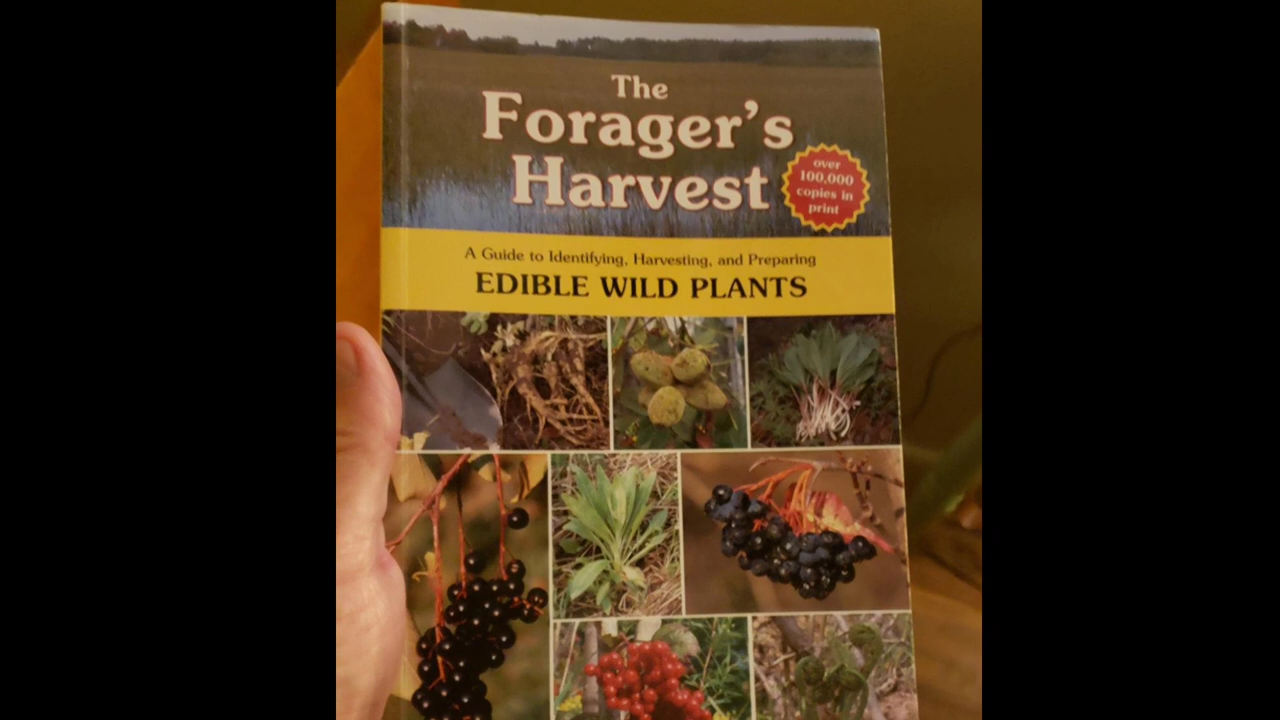 The
Forager's
Harvest
over
100,000
copies in
print
A Guide to Identifying, Harvesting, and Preparing
EDIBLE WILD PLANTS